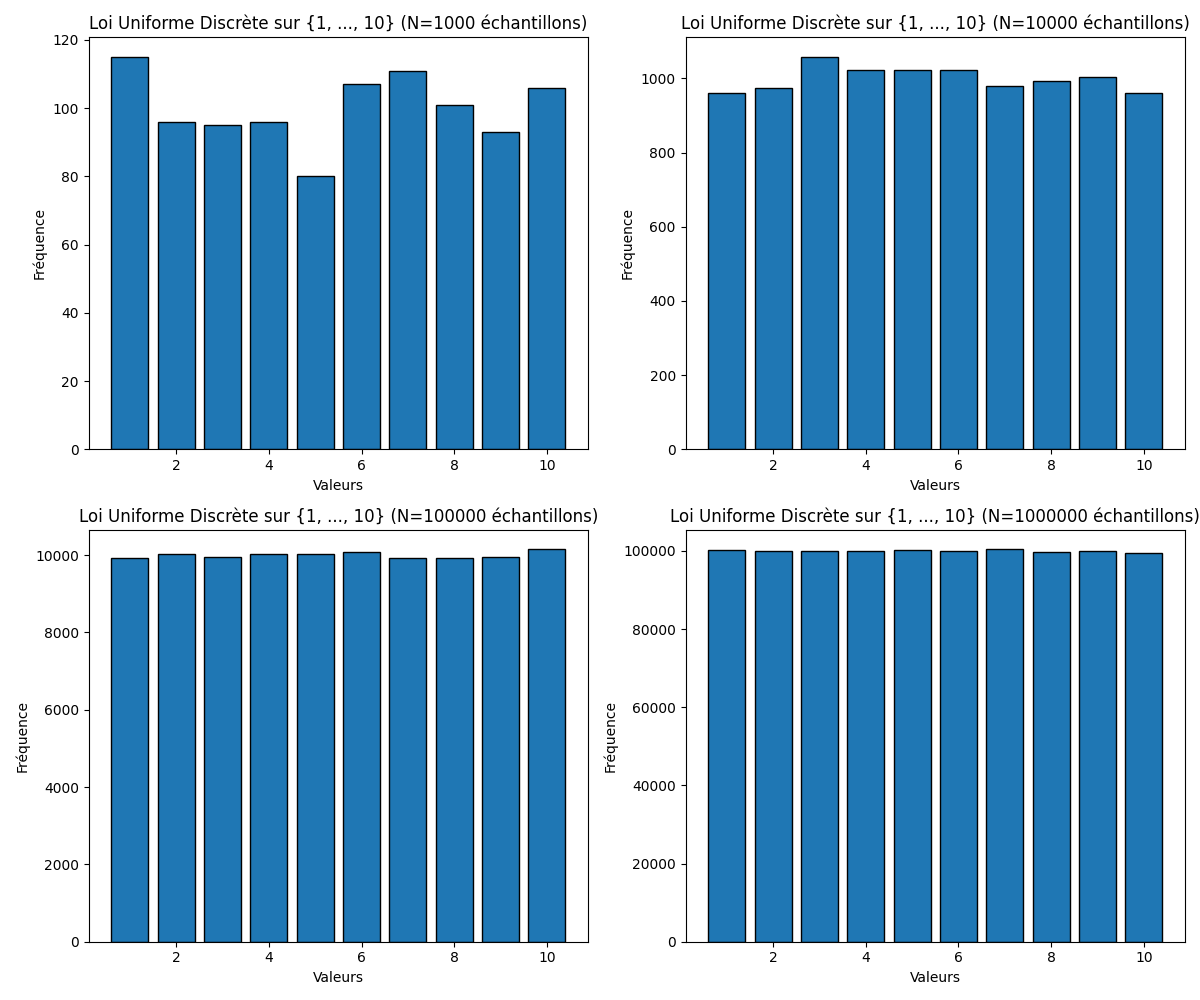 Loi Uniforme Discrète sur {1, ..., 10} (N=1000 échantillons)
120
100
80
60
40
20
0
Fréquence
2 4 6 8 10
Valeurs
Loi Uniforme Discrète sur {1, ..., 10} (N=10000 échantillons)
1000
800
600
400
200
0
Fréquence
2 4 6 8 10
Valeurs
Loi Uniforme Discrète sur {1, ..., 10} (N=100000 échantillons)
10000
8000
6000
4000
2000
0
Fréquence
2 4 6 8 10
Valeurs
Loi Uniforme Discrète sur {1, ..., 10} (N=1000000 échantillons)
100000
80000
60000
40000
20000
0
Fréquence
2 4 6 8 10
Valeurs